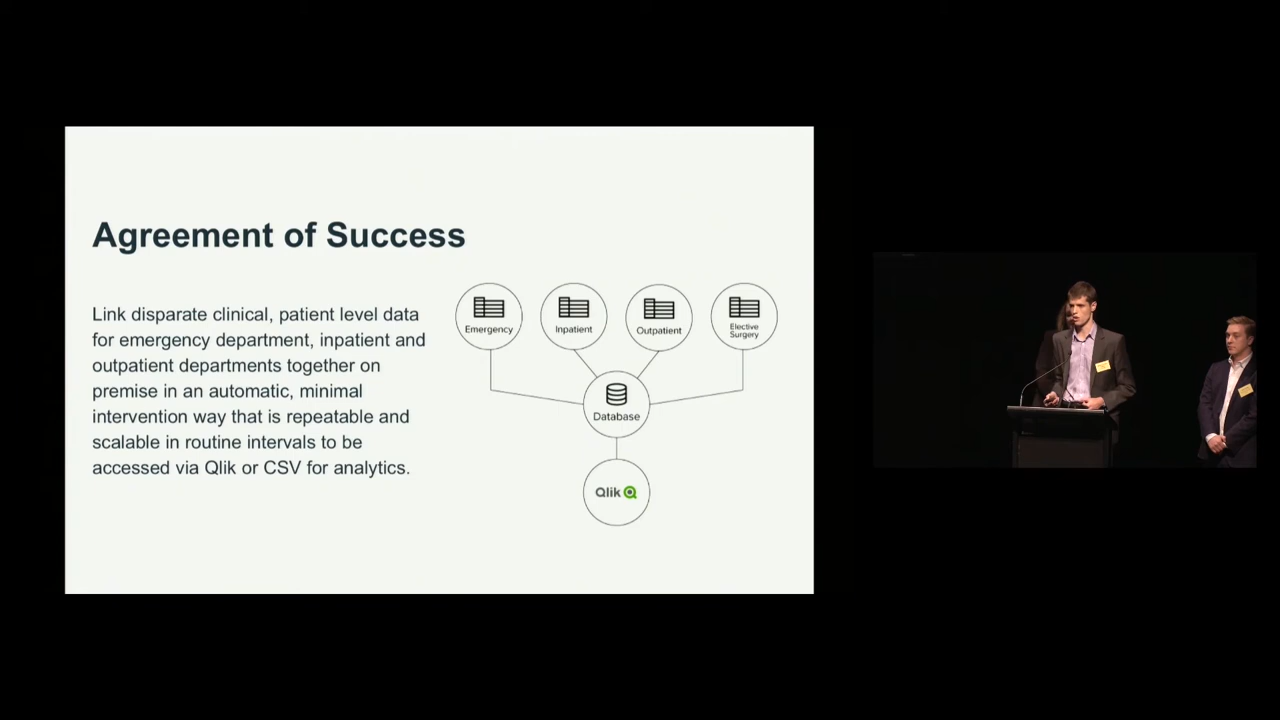 Agreement of Success
Link disparate clinical, patient level data
for emergency department, inpatient and
outpatient departments together on
premise in an automatic, minimal
intervention way that is repeatable and
scalable in routine intervals to be
accessed via Qlik or CSV for analytics.
Emergency
Inpatient
Outpatient
Elective
Surgery
Database
Qlik